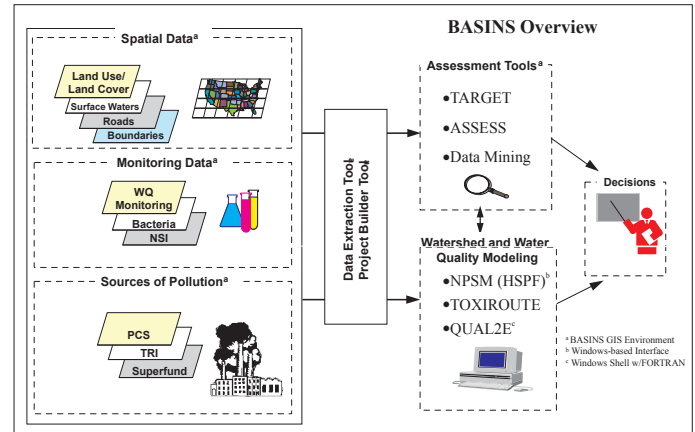 BASINS Overview
Spatial Dataª
Land Use/
Land Cover
Surface Waters
Roads
Boundaries
Monitoring Dataª
WQ
Monitoring
Bacteria
NSI
Sources of Pollutionª
PCS
TRI
Superfund
Data Extraction Tool,
Project Builder Tool
Assessment Toolsª
•TARGET
•ASSESS
•Data Mining
Watershed and Water
Quality Modeling
•NPSM (HSPF)ᵇ
•TOXIROUTE
•QUAL2Eᶜ
Decisions
ª BASINS GIS Environment
ᵇ Windows-based Interface
ᶜ Windows Shell w/FORTRAN